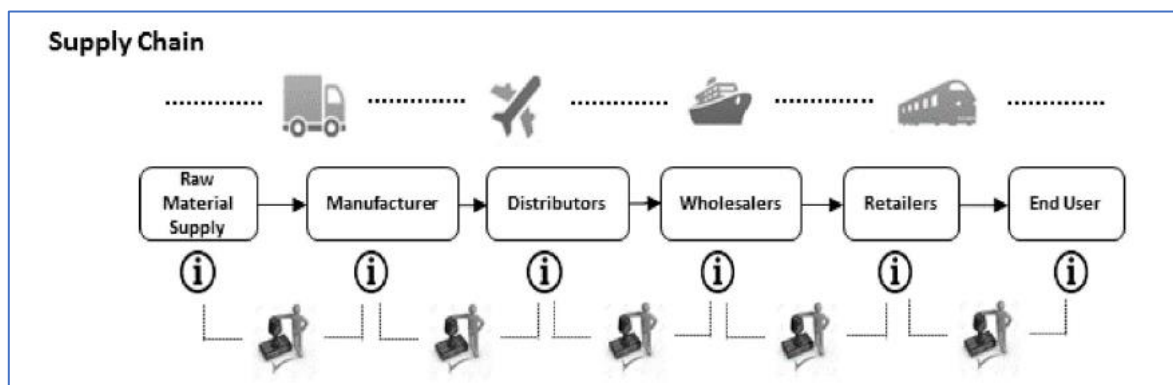 Supply Chain
Raw
Material
Supply
Manufacturer
Distributors
Wholesalers
Retailers
End User
i
i
i
i
i
i